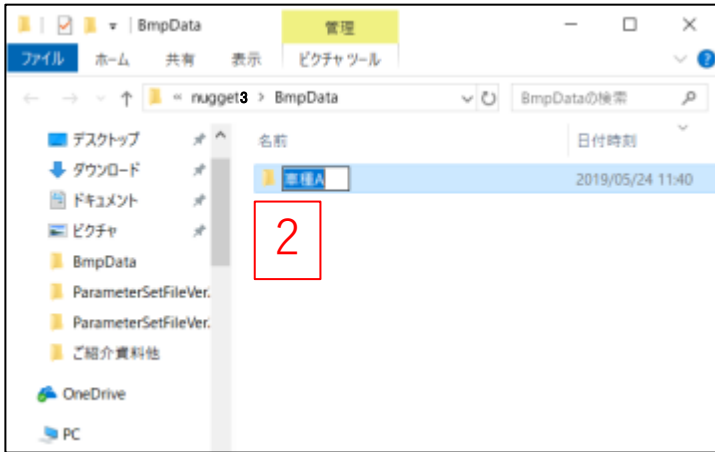 BmpData
管理
ファイル ホーム 共有 表示 ピクチャ ツール
« nugget3 > BmpData
BmpDataの検索
デスクトップ
ダウンロード
ドキュメント
ピクチャ
BmpData
ParameterSetFileVer.
ParameterSetFileVer.
ご紹介資料他
OneDrive
PC
名前 日付時刻
車種A 2019/05/24 11:40
2